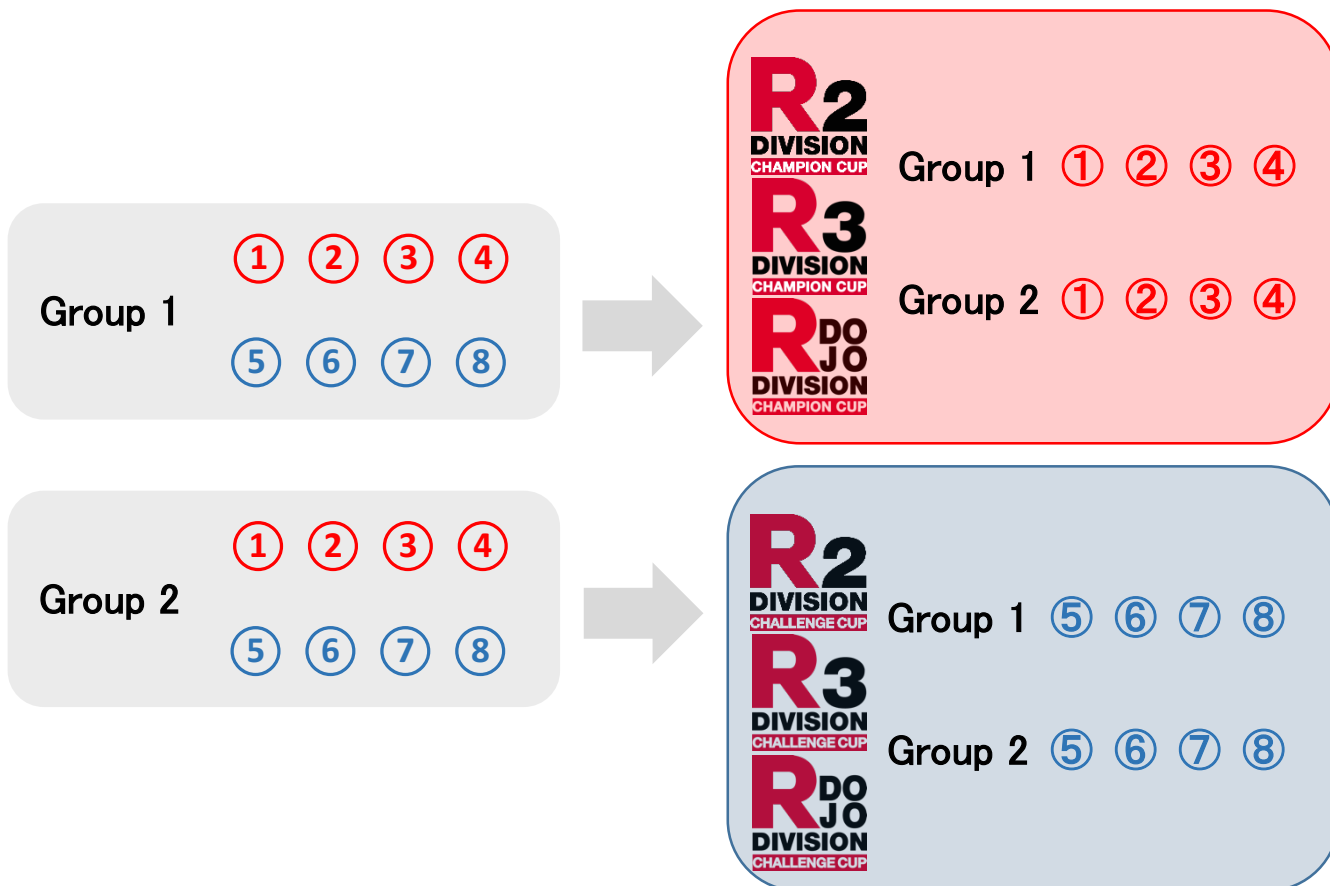 Group 1
① ② ③ ④
⑤ ⑥ ⑦ ⑧
Group 2
① ② ③ ④
⑤ ⑥ ⑦ ⑧
R2
DIVISION
CHAMPION CUP
R3
DIVISION
CHAMPION CUP
R DO
JO
DIVISION
CHAMPION CUP
Group 1 ① ② ③ ④
Group 2 ① ② ③ ④
R2
DIVISION
CHALLENGE CUP
R3
DIVISION
CHALLENGE CUP
R DO
JO
DIVISION
CHALLENGE CUP
Group 1 ⑤ ⑥ ⑦ ⑧
Group 2 ⑤ ⑥ ⑦ ⑧